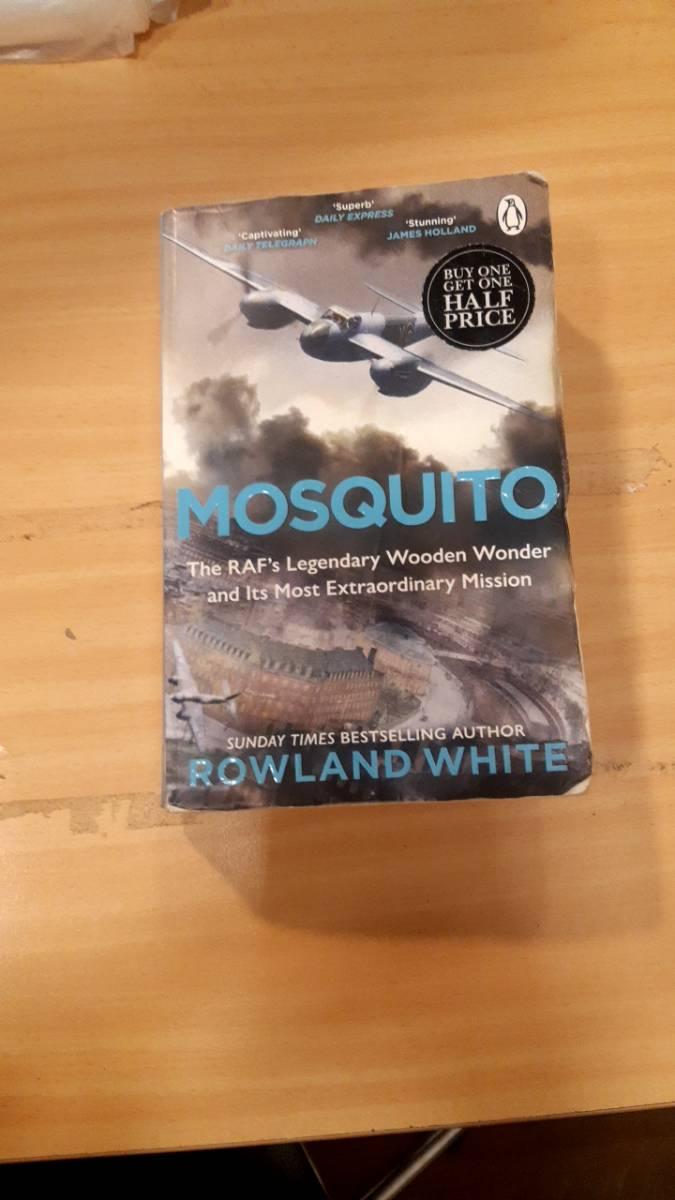 'Superb'
DAILY EXPRESS
'Captivating'
DAILY TELEGRAPH
'Stunning'
JAMES HOLLAND
BUY ONE
GET ONE
HALF
PRICE
MOSQUITO
The RAF's Legendary Wooden Wonder
and Its Most Extraordinary Mission
SUNDAY TIMES BESTSELLING AUTHOR
ROWLAND WHITE